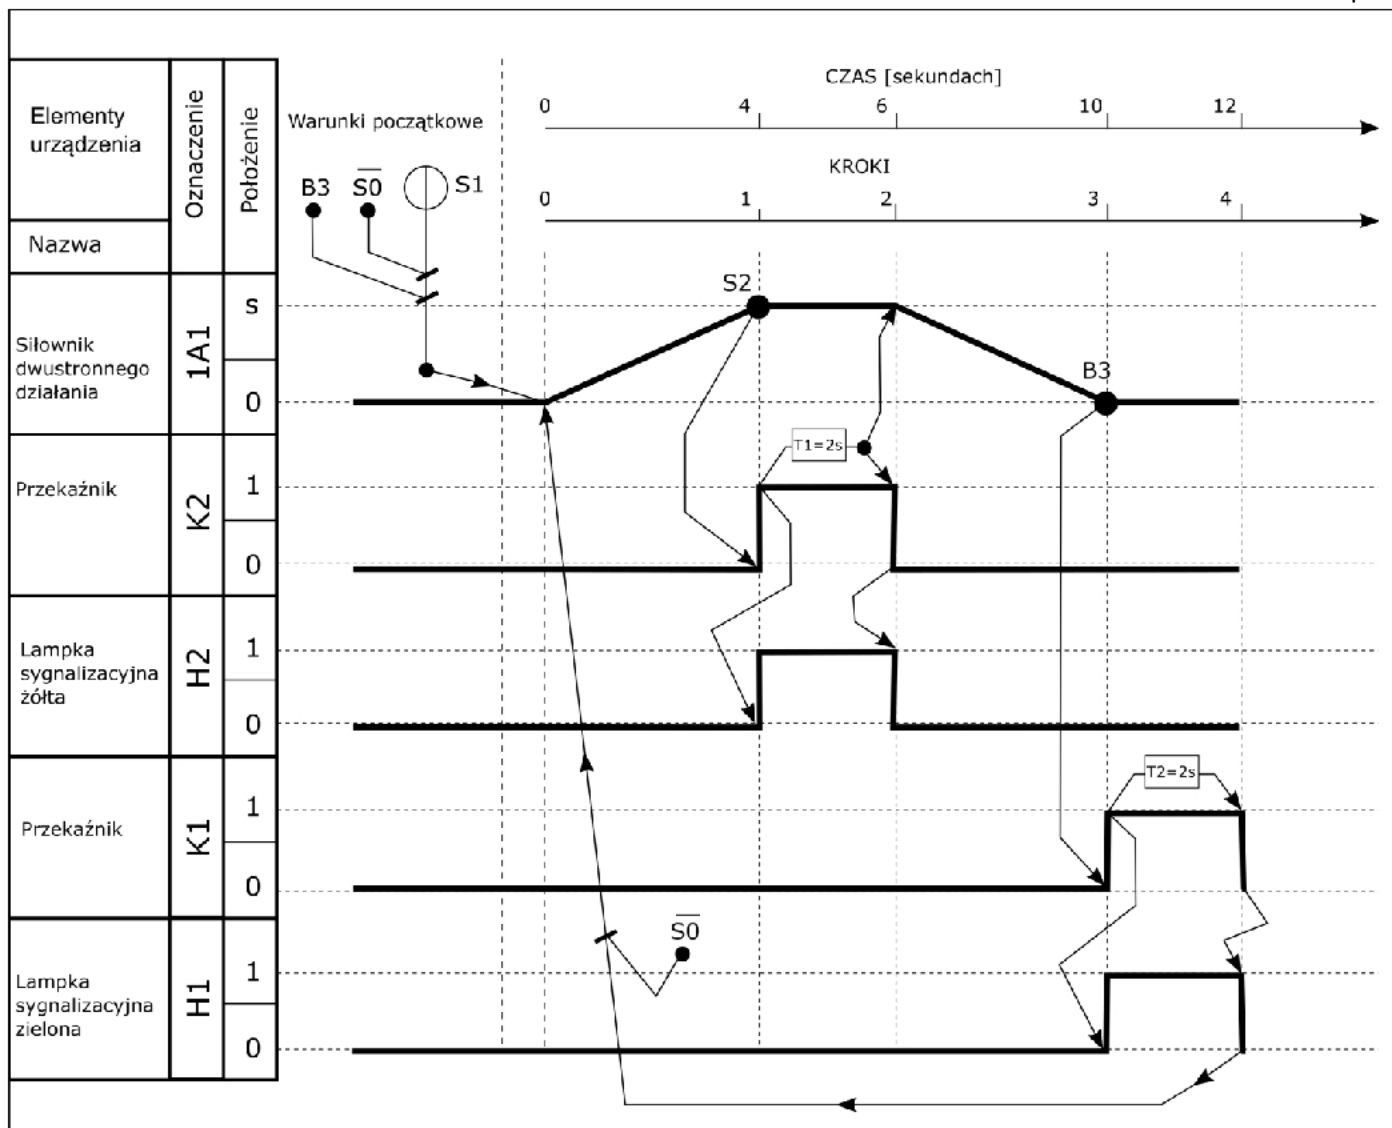 Elementy
urządzenia
Nazwa
Oznaczenie
Położenie
Warunki początkowe
B3 S0 S1
CZAS [sekundach]
0 4 6 10 12
KROKI
0 1 2 3 4
Siłownik
dwustronnego
działania
1A1
s
0
S2
B3
Przekaźnik
K2
1
0
T1=2s
Lampka
sygnalizacyjna
żółta
H2
1
0
Przekaźnik
K1
1
0
T2=2s
Lampka
sygnalizacyjna
zielona
H1
1
0
S0